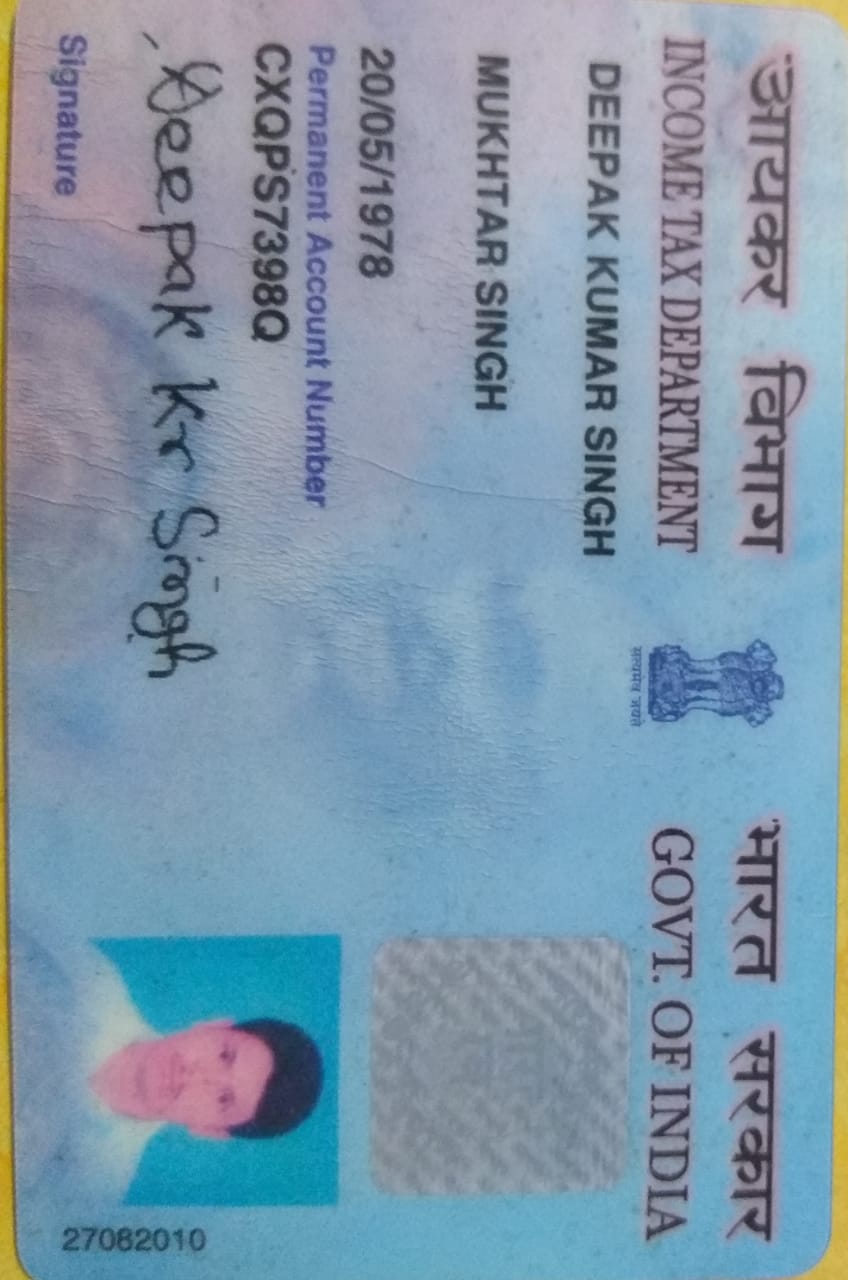 आयकर विभाग
INCOME TAX DEPARTMENT
सत्यमेव जयते
भारत सरकार
GOVT. OF INDIA
DEEPAK KUMAR SINGH
MUKHTAR SINGH
20/05/1978
Permanent Account Number
CXQPS7398Q
Deepak Kr Singh
Signature
27082010